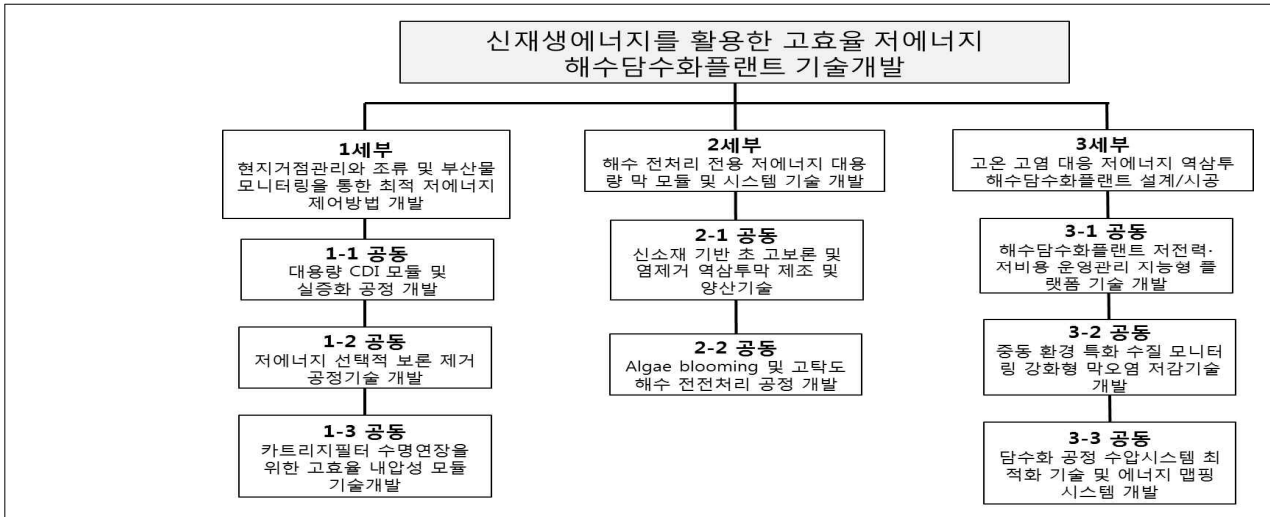 신재생에너지를 활용한 고효율 저에너지
해수담수화플랜트 기술개발
1세부
현지거점관리와 조류 및 부산물
모니터링을 통한 최적 저에너지
제어방법 개발
1-1 공동
대용량 CDI 모듈 및
실증화 공정 개발
1-2 공동
저에너지 선택적 보론 제거
공정기술 개발
1-3 공동
카트리지필터 수명연장을
위한 고효율 내압성 모듈
기술개발
2세부
해수 전처리 전용 저에너지 대용
량 막 모듈 및 시스템 기술 개발
2-1 공동
신소재 기반 초 고보론 및
염제거 역삼투막 제조 및
양산기술
2-2 공동
Algae blooming 및 고탁도
해수 전전처리 공정 개발
3세부
고온 고염 대응 저에너지 역삼투
해수담수화플랜트 설계/시공
3-1 공동
해수담수화플랜트 저전력·
저비용 운영관리 지능형 플
랫폼 기술 개발
3-2 공동
중동 환경 특화 수질 모니터
링 강화형 막오염 저감기술
개발
3-3 공동
담수화 공정 수압시스템 최
적화 기술 및 에너지 맵핑
시스템 개발